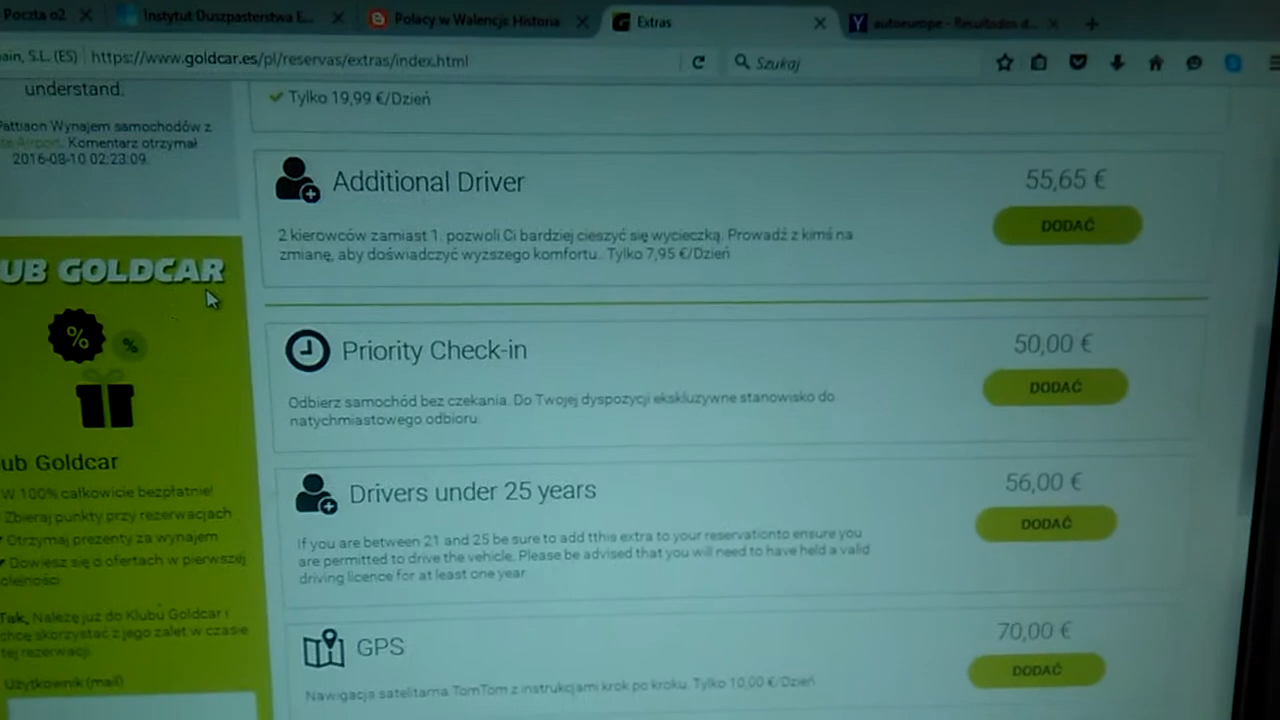 Poczta o2
Instytut Duszpasterstwa E...
Polacy w Walencji: Historia
Extras
autoeurope - Resultados d...
ain, S.L. (ES)
https://www.goldcar.es/pl/reservas/extras/index.html
Szukaj
understand.
Pattison Wynajem samochodów z
Airport. Komentarz otrzymał
2016-08-10 02:23:09.
Tylko 19,99 €/Dzień
Additional Driver
55,65 €
2 kierowców zamiast 1. pozwoli Ci bardziej cieszyć się wycieczką. Prowadź z kimś na
zmianę, aby doświadczyć wyższego komfortu.. Tylko 7,95 €/Dzień
DODAĆ
UB GOLDCAR
%
%
Priority Check-in
50,00 €
Odbierz samochód bez czekania. Do Twojej dyspozycji ekskluzywne stanowisko do
natychmiastowego odbioru.
DODAĆ
ub Goldcar
W 100% całkowicie bezpłatnie!
Zbieraj punkty przy rezerwacjach
Otrzymaj prezenty za wynajem
Dowiesz się o ofertach w pierwszej
olejności
Drivers under 25 years
56,00 €
If you are between 21 and 25 be sure to add tthis extra to your reservationto ensure you
are permitted to drive the vehicle. Please be advised that you will need to have held a valid
driving licence for at least one year
DODAĆ
Tak, Należę już do Klubu Goldcar i
chcę skorzystać z jego zalet w czasie
tej rezerwacji.
Użytkownik (mail)
GPS
70,00 €
Nawigacja satelitarna TomTom z instrukcjami krok po kroku. Tylko 10,00 €/Dzień
DODAĆ